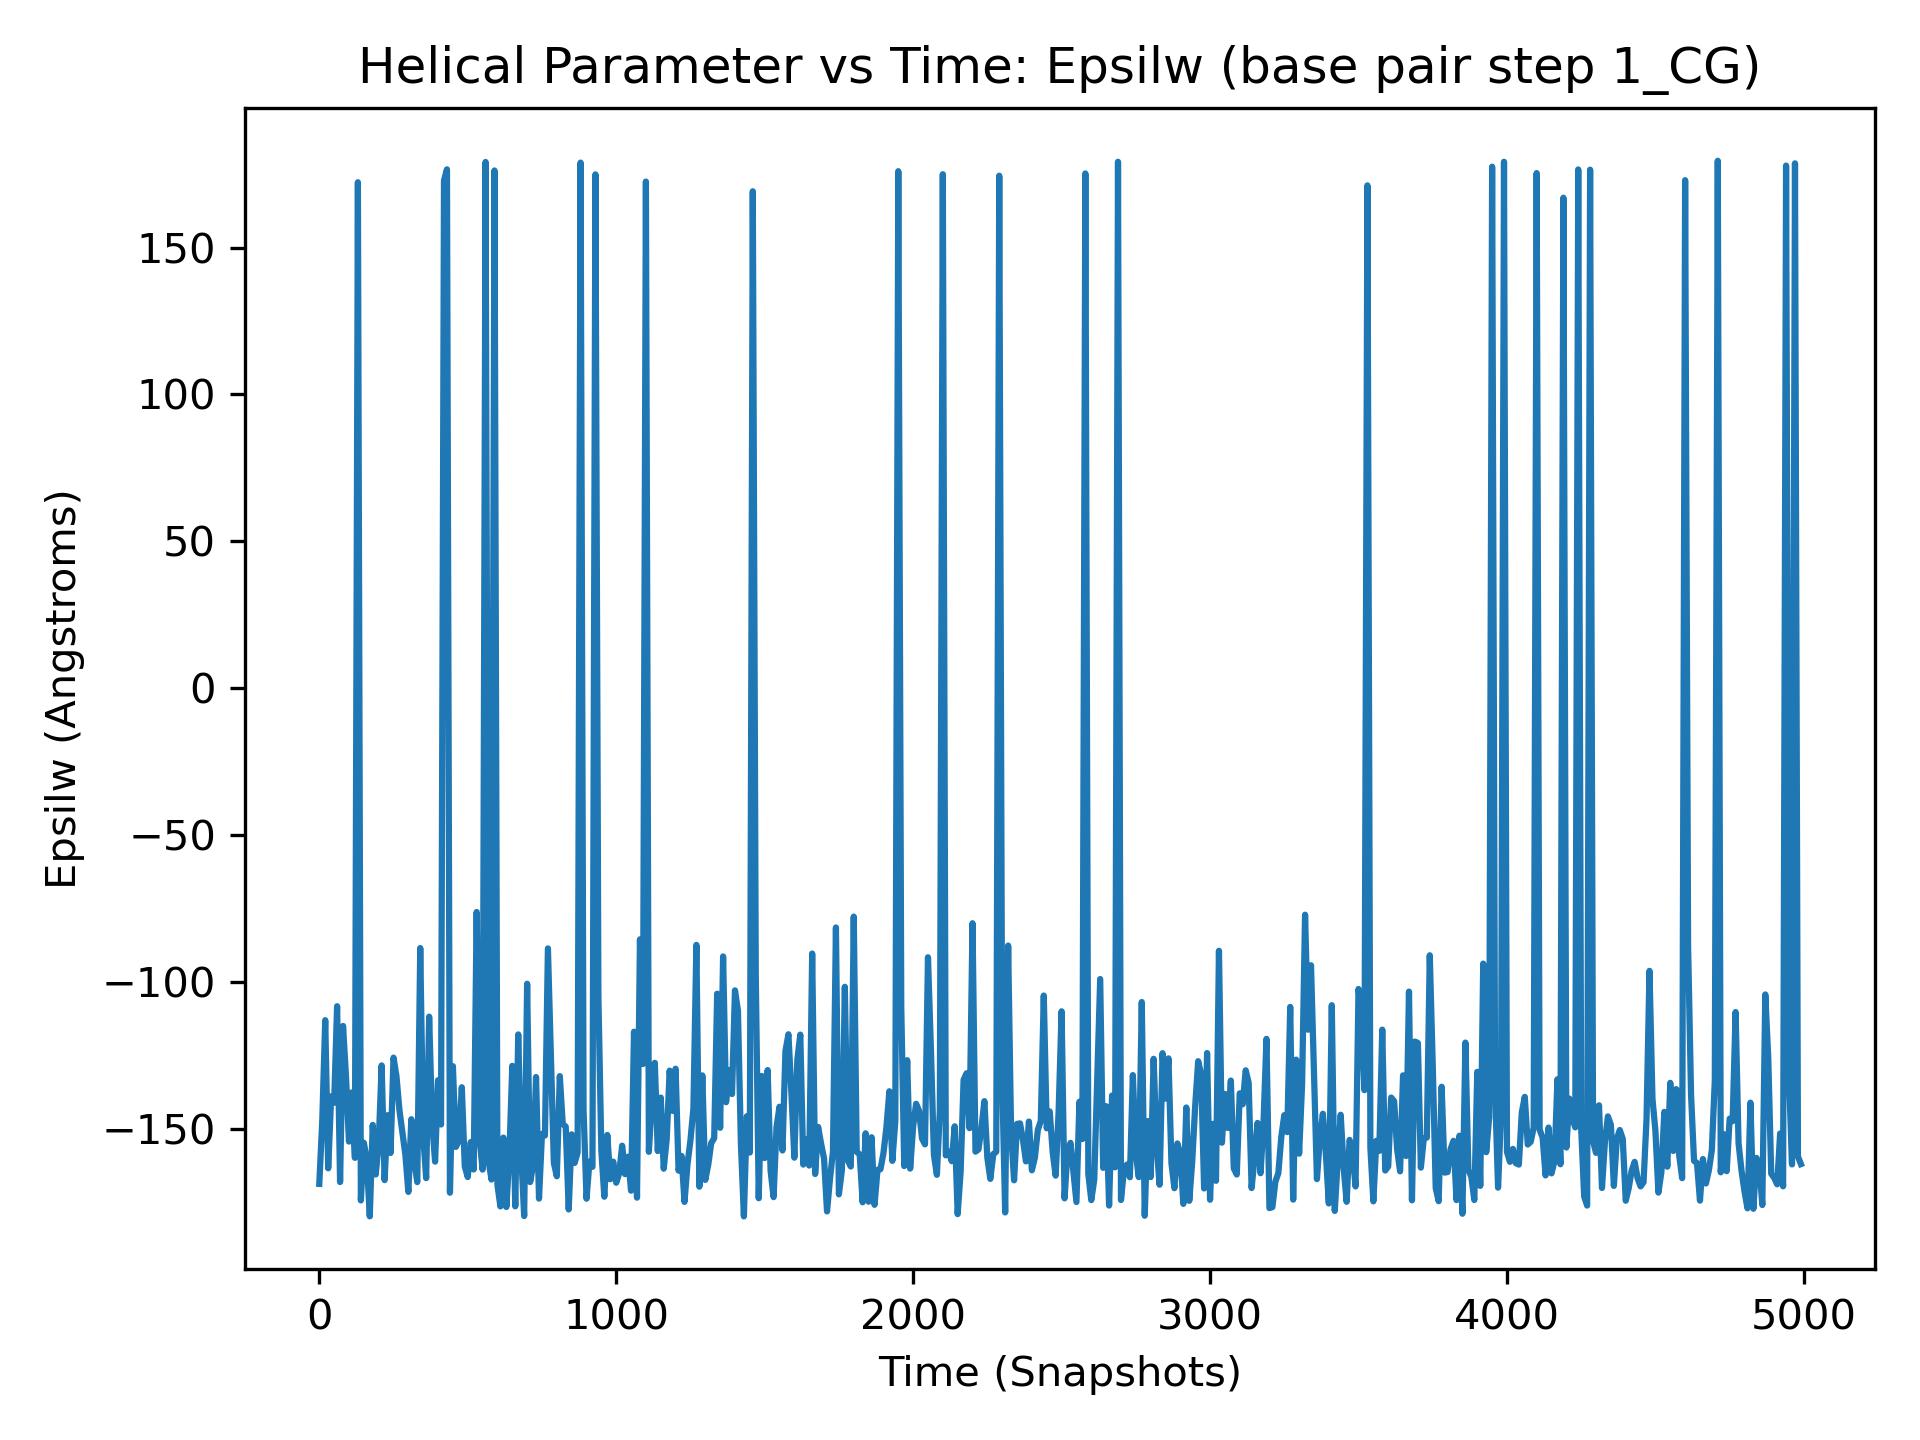 Helical Parameter vs Time: Epsilw (base pair step 1_CG)
150
100
50
0
−50
−100
−150
Epsilw (Angstroms)
0 1000 2000 3000 4000 5000
Time (Snapshots)